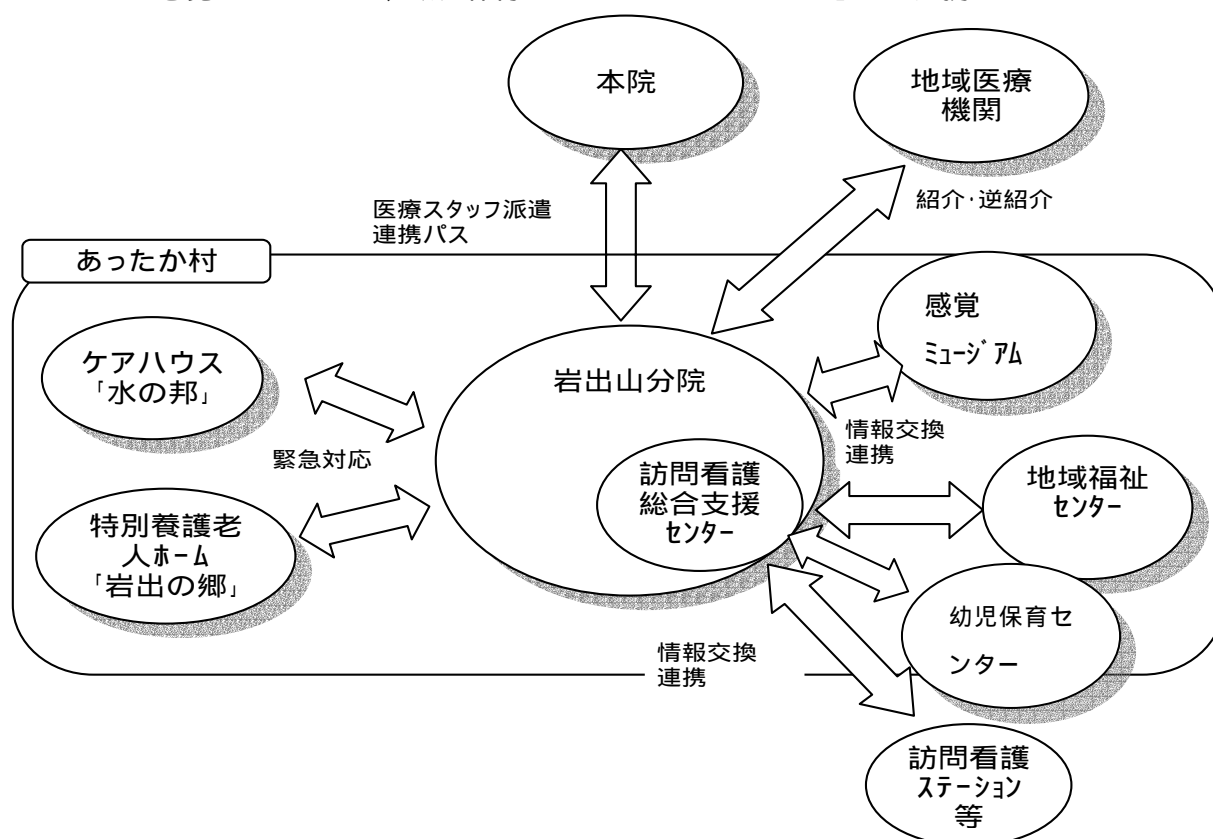 本院
地域医療
機関
医療スタッフ派遣
連携パス
紹介・逆紹介
あったか村
感覚
ﾐｭｰｼﾞｱﾑ
ケアハウス
「水の邦」
岩出山分院
情報交換
連携
緊急対応
訪問看護
総合支援
センター
地域福祉
センター
特別養護老
人ホーム
「岩出の郷」
幼児保育セ
ンター
情報交換
連携
訪問看護
ステーション
等